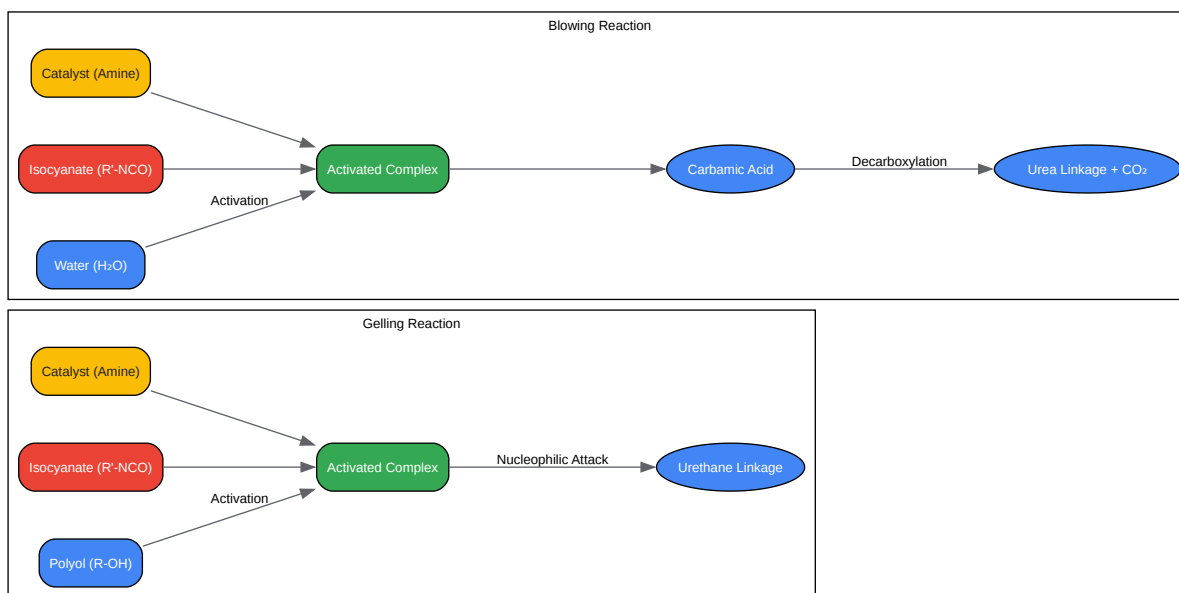 Blowing Reaction
Catalyst (Amine)
Isocyanate (R'-NCO)
Activated Complex
Carbamic Acid
Decarboxylation
Urea Linkage + CO₂
Activation
Water (H₂O)
Gelling Reaction
Catalyst (Amine)
Isocyanate (R'-NCO)
Activated Complex
Nucleophilic Attack
Urethane Linkage
Activation
Polyol (R-OH)